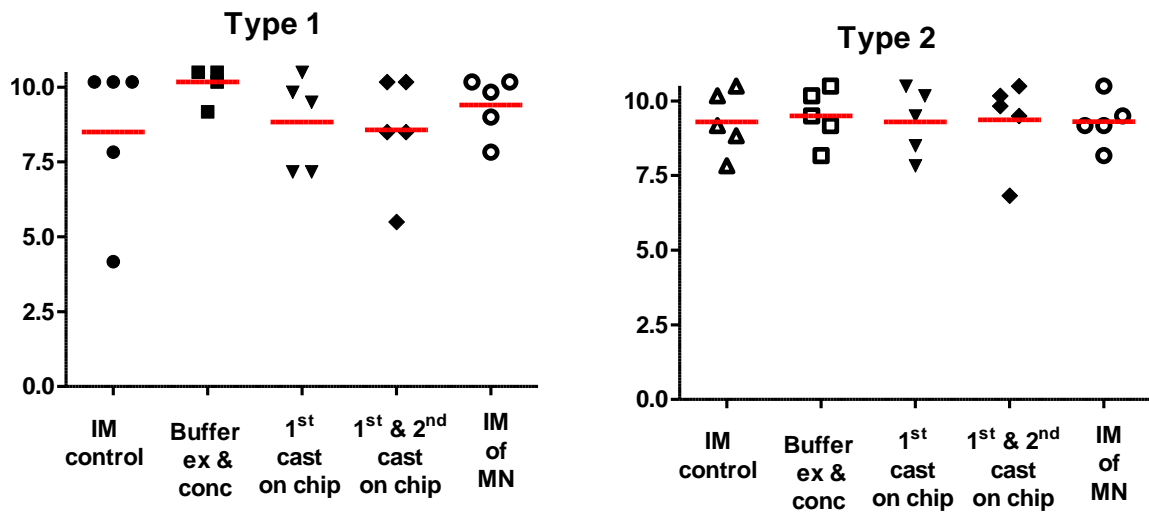 Type 1
10.0
7.5
5.0
2.5
0.0
IM
control
Buffer
ex &
conc
1st
cast
on chip
1st & 2nd
cast
on chip
IM
of
MN
Type 2
10.0
7.5
5.0
2.5
0.0
IM
control
Buffer
ex &
conc
1st
cast
on chip
1st & 2nd
cast
on chip
IM
of
MN